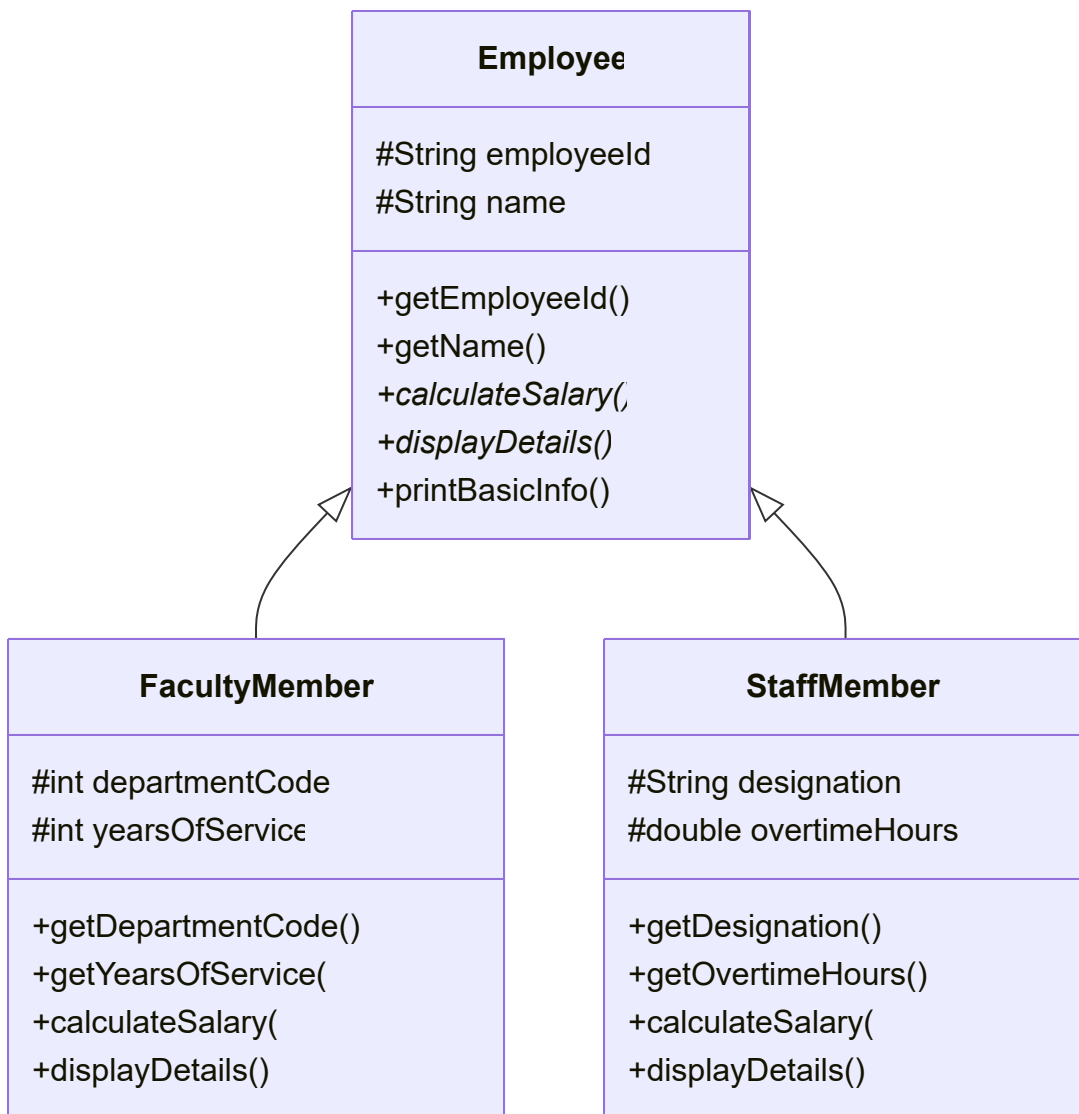 Employee
#String employeeId
#String name
+getEmployeeId()
+getName()
+calculateSalary()
+displayDetails()
+printBasicInfo()
FacultyMember
#int departmentCode
#int yearsOfService
+getDepartmentCode()
+getYearsOfService(
+calculateSalary(
+displayDetails()
StaffMember
#String designation
#double overtimeHours
+getDesignation()
+getOvertimeHours()
+calculateSalary(
+displayDetails()